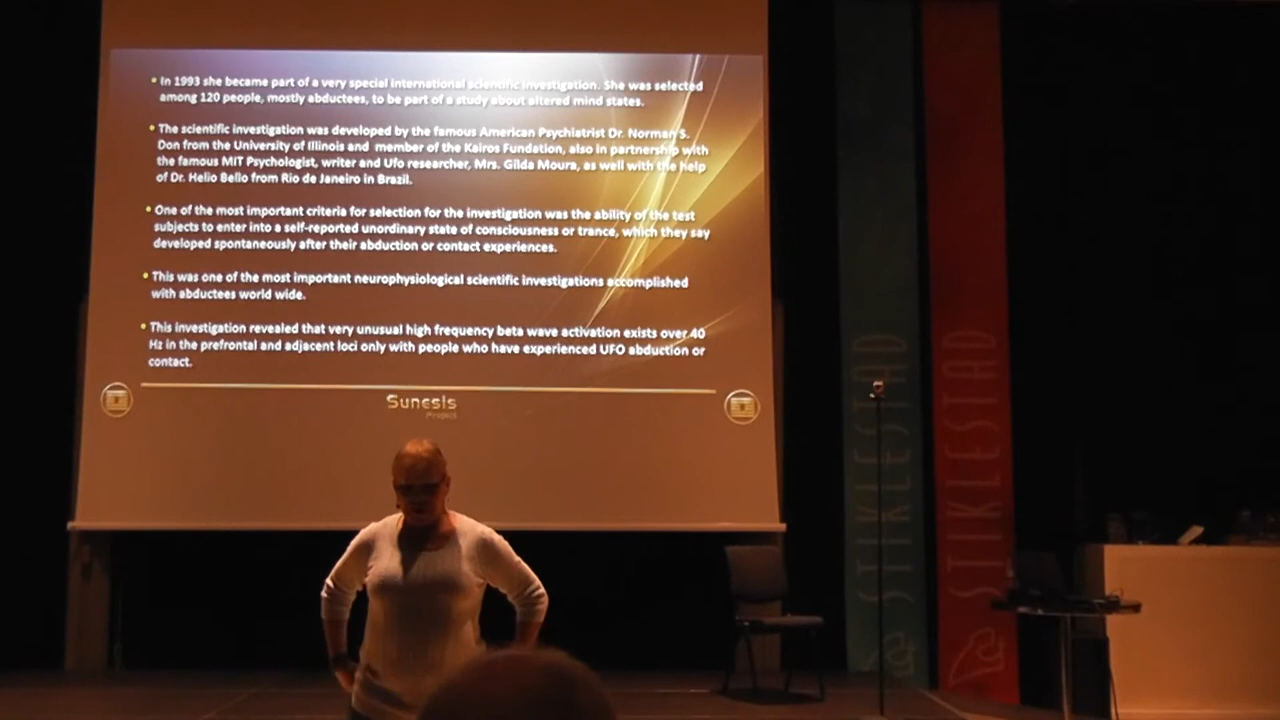 In 1993 she became part of a very special international scientific investigation. She was selected
among 120 people, mostly abductees, to be part of a study about altered mind states.
The scientific investigation was developed by the famous American Psychiatrist Dr. Norman S.
Don from the University of Illinois and member of the Kairos Fundation, also in partnership with
the famous MIT Psychologist, writer and Ufo researcher, Mrs. Gilda Moura, as well with the help
of Dr. Helio Bello from Rio de Janeiro in Brazil.
One of the most important criteria for selection for the investigation was the ability of the test
subjects to enter into a self-reported unordinary state of consciousness or trance, which they say
developed spontaneously after their abduction or contact experiences.
This was one of the most important neurophysiological scientific investigations accomplished
with abductees world wide.
This investigation revealed that very unusual high frequency beta wave activation exists over 40
Hz in the prefrontal and adjacent loci only with people who have experienced UFO abduction or
contact.
Sunesis
Project
STIKLESTAD
STIKLESTAD